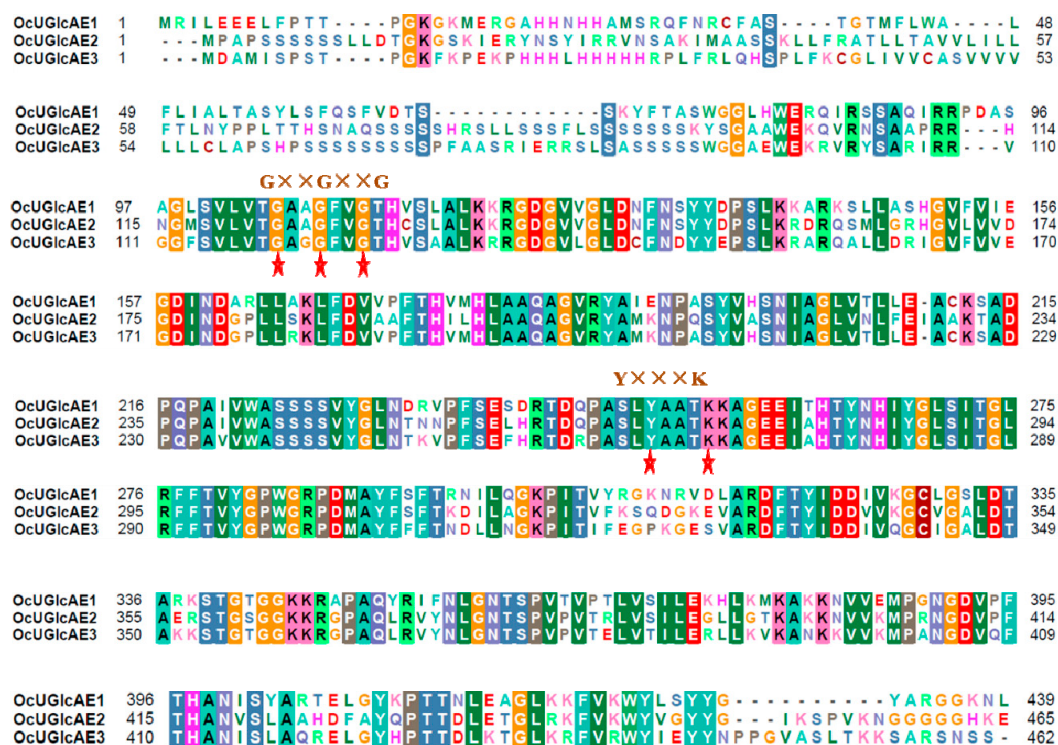 OcUGlcAE1 1 MRILEEELFPTT----PGKGKMERGAHHNHHAMSRQFNRCFAS----TGTMFLWA----L 48
OcUGlcAE2 1 ---MPAPSSSSSSLLDTGKGSKIERYNSYIRRVNSAKIMAASSKLLFRATLLTAVVLILL 57
OcUGlcAE3 1 ---MDAMISPST----PGKFKPEKPHHHLHHHHHRPLFRLQHSPLFKCGLIVVCASVVVV 53
OcUGlcAE1 49 FLIALTASYLSFQSFVDTS------------SKYFTASWGGLHWERQIRSSAQIRRPDAS 96
OcUGlcAE2 58 FTLNYPPLTTHSNAQSSSSSHRSLLSSSFLSSSSSSSKYSGAAWEKQVRNSAAPRR---H 114
OcUGlcAE3 54 LLLCLAPSHPSLSSSSSSSSPFAASRIERRSLSASSSSWGGAEWEKRVRYSARIRR---V 110
G××G××G
OcUGlcAE1 97 AGLSVLVTGAAGFVGTHVSLALKKRGDGVVGLDNFNSYYDPSLKKARKSLLASHGVFVIE 156
OcUGlcAE2 115 NGMSVLVTGAAGFVGTHCSLALKKRGDGVVGLDNFNSYYDPSLKRDRQSMLGRHQVFVVE 174
OcUGlcAE3 111 GGFSVLVTGAGGFVGTHVSAALKRRGDGVLGLDCFNDYYEPSLKRARQALLDRIGVFVVE 170
OcUGlcAE1 157 GDINDARLLAKLFDVVPFTHVMHLAAQAGVRYAIENPASYVHSNIAGLVTLLE-ACKSAD 215
OcUGlcAE2 175 GDINDGPLLSKLFDVAAFTHILHLAAQAGVRYAMKNPQSYVASNIAGLVNLFEIAAKTAD 234
OcUGlcAE3 171 GDINDGPLLRKLFDVVPFTHVMHLAAQAGVRYAMKNPASYVHSNIAGLVTLLE-ACKSAD 229
Y×××K
OcUGlcAE1 216 PQPAIVWASSSSVYGLNDRVPFSESDRTDQPASLYAATKKAGEEITHTYNHIYGLSITGL 275
OcUGlcAE2 235 PQPAIVWASSSSVYGLNTNNPFSELHRTDQPASLYAATKKAGEEIAHTYNHIYGLSITGL 294
OcUGlcAE3 230 PQPAVVWASSSSVYGLNTKVPFSEFHRTDRPASLYAATKKAGEEIAHTYNHIYGLSITGL 289
OcUGlcAE1 276 RFFTVYGPWGRPDMAYFSFTRNILQGKPITVYRGKNRVDLARDFTYIDDIVKGCLGSLDT 335
OcUGlcAE2 295 RFFTVYGPWGRPDMAYFSFTKDILAGKPITVFKSQDGKEVARDFTYIDDVVKGCVGALDT 354
OcUGlcAE3 290 RFFTVYGPWGRPDMAYFFFTNDLLNGKPITIFEGPKGESVARDFTYIDDIVQGCIGALDT 349
OcUGlcAE1 336 ARKSTGTGGKKRAPAQYRIFNLGNTSPVTVPTLVSILEKHLKMKAKKNVVEMPGNGDVPF 395
OcUGlcAE2 355 AERSTGSGGKKRGPAQLRVYNLGNTSPVPVTRLVSILEGLLGTKAKKHVVKMPRNGDVPF 414
OcUGlcAE3 350 AKKSTGTGGKKRGPAQLRVYNLGNTSPVPVTELVTILERLLKVKANKKVVKMPANGDVQF 409
OcUGlcAE1 396 THANISYARTELGYKPTTNLEAGLKKFVKWYLSYYG---------YARGGKNL 439
OcUGlcAE2 415 THANVSLAAHDFAYQPTTDLETGLRKFVKWYVGYYG---IKSPVKNGGGGGHKE 465
OcUGlcAE3 410 THANISLAQRELGYHPTTDLKTGLKRFVRWYLEYYNPPGVASLTKKSARSNSS- 462